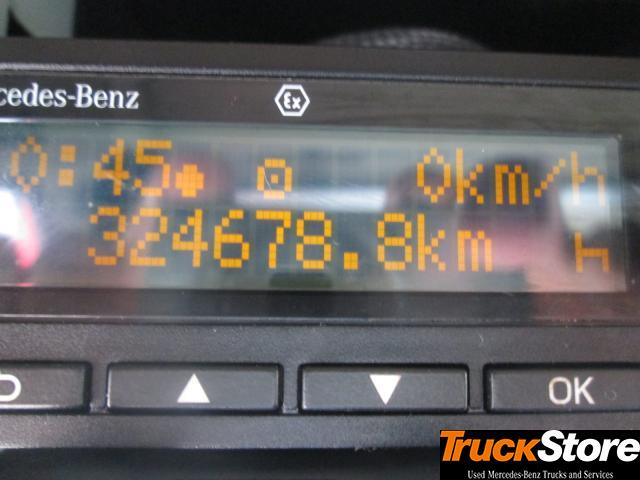 cedes-Benz Ex
0:45 0km/h
324678.8km h
OK
TruckStore
Used Mercedes-Benz Trucks and Services